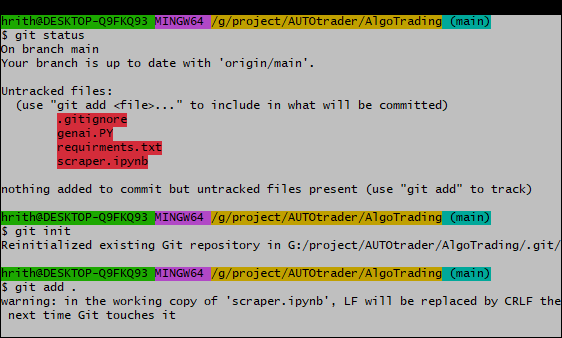 hrith@DESKTOP-Q9FKQ93 MINGW64 /g/project/AUTOtrader/AlgoTrading (main)
$ git status
On branch main
Your branch is up to date with 'origin/main'.
Untracked files:
(use "git add <file>..." to include in what will be committed)
.gitignore
genai.PY
requirments.txt
scraper.ipynb
nothing added to commit but untracked files present (use "git add" to track)
hrith@DESKTOP-Q9FKQ93 MINGW64 /g/project/AUTOtrader/AlgoTrading (main)
$ git init
Reinitialized existing Git repository in G:/project/AUTOtrader/AlgoTrading/.git/
hrith@DESKTOP-Q9FKQ93 MINGW64 /g/project/AUTOtrader/AlgoTrading (main)
$ git add .
warning: in the working copy of 'scraper.ipynb', LF will be replaced by CRLF the
next time Git touches it